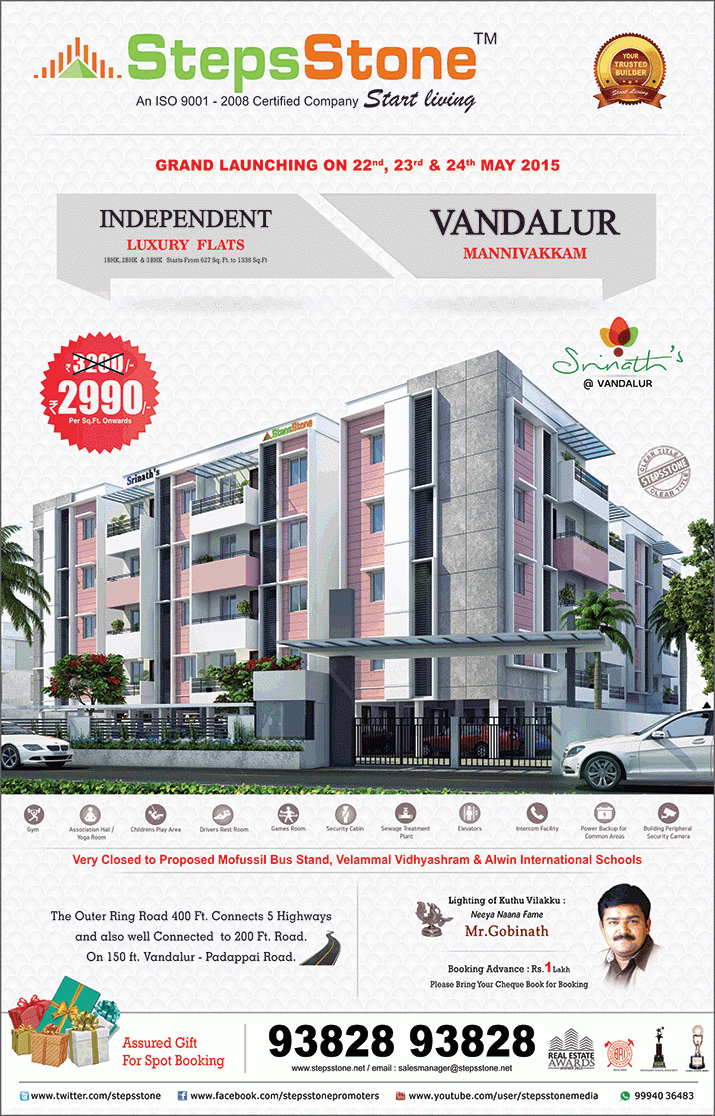 StepsStone™
An ISO 9001 - 2008 Certified Company Start living
YOUR
TRUSTED
BUILDER
Start Living
GRAND LAUNCHING ON 22nd, 23rd & 24th MAY 2015
INDEPENDENT
LUXURY FLATS
1BHK, 2BHK & 3BHK Starts From 627 Sq. Ft. to 1338 Sq.Ft
VANDALUR
MANNIVAKKAM
₹3290/-
₹2990/-
Per Sq.Ft. Onwards
Srinath's
@ VANDALUR
CLEAR TITLE
STEPSSTONE
CLEAR TITLE
StepsStone
Srinath's
Gym
Association Hall /
Yoga Room
Childrens Play Area
Drivers Rest Room
Games Room
Security Cabin
Sewage Treatment
Plant
Elevators
Intercom Facility
Power Backup for
Common Areas
Building Peripheral
Security Camera
Very Closed to Proposed Mofussil Bus Stand, Velammal Vidhyashram & Alwin International Schools
The Outer Ring Road 400 Ft. Connects 5 Highways
and also well Connected to 200 Ft. Road.
On 150 ft. Vandalur - Padappai Road.
Lighting of Kuthu Vilakku :
Neeya Naana Fame
Mr.Gobinath
Booking Advance : Rs.1 Lakh
Please Bring Your Cheque Book for Booking
Assured Gift
For Spot Booking
93828 93828
www.stepsstone.net / email : salesmanager@stepsstone.net
REAL ESTATE
AWARDS
www.twitter.com/stepsstone
www.facebook.com/stepsstonepromoters
www.youtube.com/user/stepsstonemedia
99940 36483